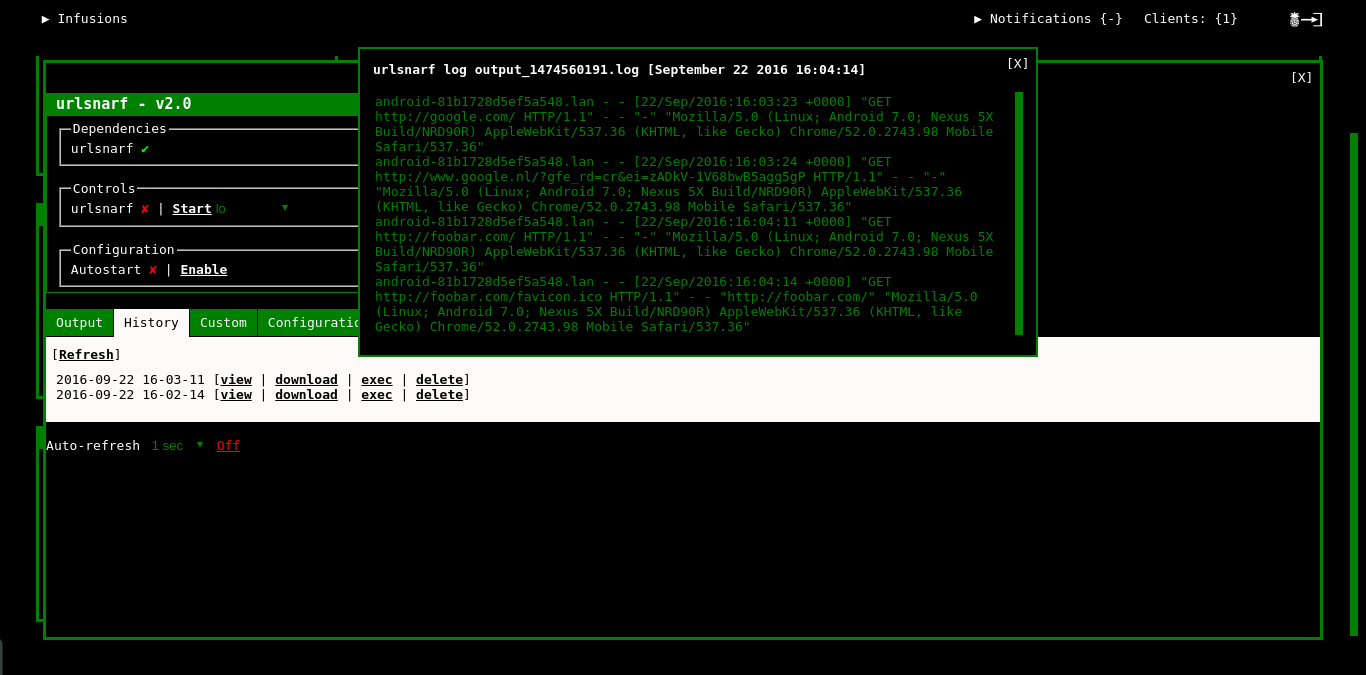 ▶ Infusions
▶ Notifications {-} Clients: {1}
urlsnarf log output_1474560191.log [September 22 2016 16:04:14]
[X]
android-81b1728d5ef5a548.lan - - [22/Sep/2016:16:03:23 +0000] "GET
http://google.com/ HTTP/1.1" - - "-" "Mozilla/5.0 (Linux; Android 7.0; Nexus 5X
Build/NRD90R) AppleWebKit/537.36 (KHTML, like Gecko) Chrome/52.0.2743.98 Mobile
Safari/537.36"
android-81b1728d5ef5a548.lan - - [22/Sep/2016:16:03:24 +0000] "GET
http://www.google.nl/?gfe_rd=cr&ei=zADkV-1V68bwB5agg5gP HTTP/1.1" - - "-"
"Mozilla/5.0 (Linux; Android 7.0; Nexus 5X Build/NRD90R) AppleWebKit/537.36
(KHTML, like Gecko) Chrome/52.0.2743.98 Mobile Safari/537.36"
android-81b1728d5ef5a548.lan - - [22/Sep/2016:16:04:11 +0000] "GET
http://foobar.com/ HTTP/1.1" - - "-" "Mozilla/5.0 (Linux; Android 7.0; Nexus 5X
Build/NRD90R) AppleWebKit/537.36 (KHTML, like Gecko) Chrome/52.0.2743.98 Mobile
Safari/537.36"
android-81b1728d5ef5a548.lan - - [22/Sep/2016:16:04:14 +0000] "GET
http://foobar.com/favicon.ico HTTP/1.1" - - "http://foobar.com/" "Mozilla/5.0
(Linux; Android 7.0; Nexus 5X Build/NRD90R) AppleWebKit/537.36 (KHTML, like
Gecko) Chrome/52.0.2743.98 Mobile Safari/537.36"
[X]
urlsnarf - v2.0
Dependencies
urlsnarf ✔
Controls
urlsnarf ✘ | Start lo ▼
Configuration
Autostart ✘ | Enable
Output History Custom Configuratio
[Refresh]
2016-09-22 16-03-11 [view | download | exec | delete]
2016-09-22 16-02-14 [view | download | exec | delete]
Auto-refresh 1 sec ▼ Off